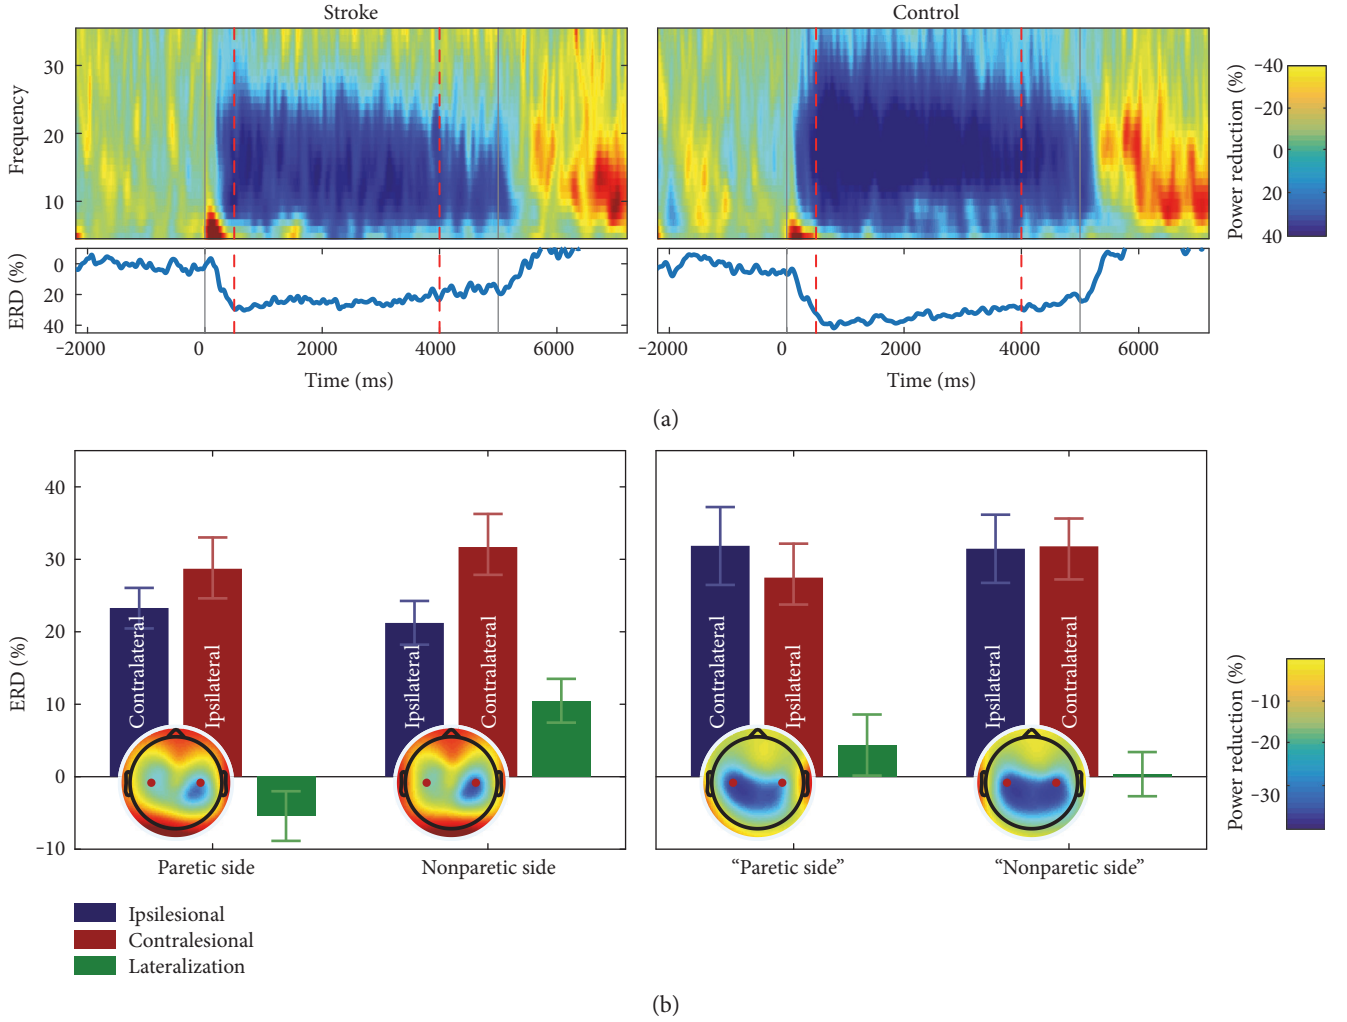 Stroke
Control
Frequency
30
20
10
Power reduction (%)
-40
-20
0
20
40
ERD (%)
0
20
40
-2000 0 2000 4000 6000
-2000 0 2000 4000 6000
Time (ms)
Time (ms)
(a)
ERD (%)
40
30
20
10
0
-10
Contralateral
Ipsilateral
Ipsilateral
Contralateral
Contralateral
Ipsilateral
Ipsilateral
Contralateral
Power reduction (%)
-10
-20
-30
Paretic side
Nonparetic side
“Paretic side”
“Nonparetic side”
Ipsilesional
Contralesional
Lateralization
(b)